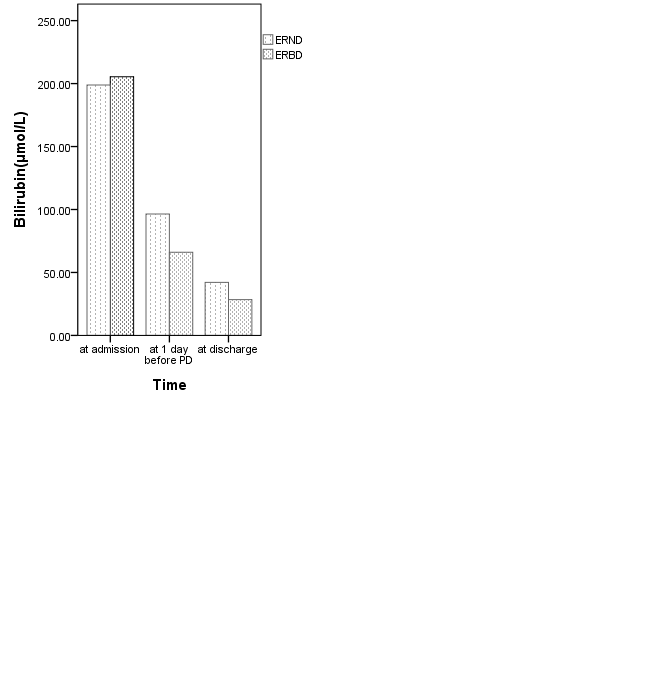 250.00
200.00
150.00
100.00
50.00
0.00
Bilirubin(μmol/L)
ERND
ERBD
at admission
at 1 day
before PD
at discharge
Time